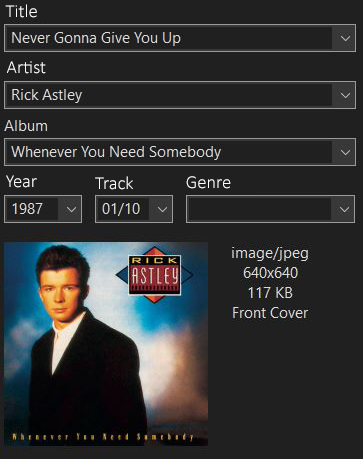 Title
Never Gonna Give You Up
Artist
Rick Astley
Album
Whenever You Need Somebody
Year Track Genre
1987 01/10
RICK
ASTLEY
image/jpeg
640x640
117 KB
Front Cover
Whenever You Need Somebody